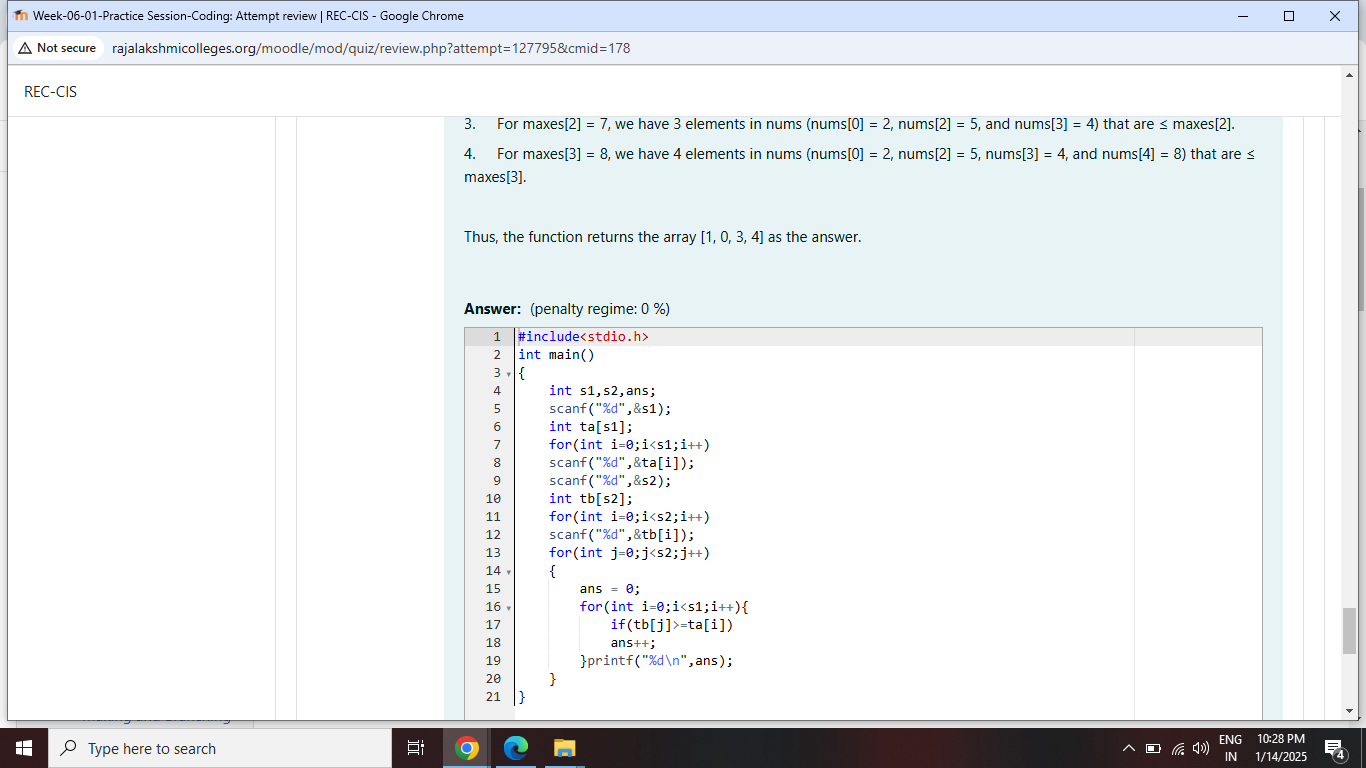 Week-06-01-Practice Session-Coding: Attempt review | REC-CIS - Google Chrome
Not secure rajalakshmicolleges.org/moodle/mod/quiz/review.php?attempt=127795&cmid=178
REC-CIS
3. For maxes[2] = 7, we have 3 elements in nums (nums[0] = 2, nums[2] = 5, and nums[3] = 4) that are ≤ maxes[2].
4. For maxes[3] = 8, we have 4 elements in nums (nums[0] = 2, nums[2] = 5, nums[3] = 4, and nums[4] = 8) that are ≤
maxes[3].
Thus, the function returns the array [1, 0, 3, 4] as the answer.
Answer: (penalty regime: 0 %)
1 #include<stdio.h>
2 int main()
3 {
4 int s1,s2,ans;
5 scanf("%d",&s1);
6 int ta[s1];
7 for(int i=0;i<s1;i++)
8 scanf("%d",&ta[i]);
9 scanf("%d",&s2);
10 int tb[s2];
11 for(int i=0;i<s2;i++)
12 scanf("%d",&tb[i]);
13 for(int j=0;j<s2;j++)
14 {
15 ans = 0;
16 for(int i=0;i<s1;i++){
17 if(tb[j]>=ta[i])
18 ans++;
19 }printf("%d\n",ans);
20 }
21 }
Type here to search
ENG
IN
10:28 PM
1/14/2025
4